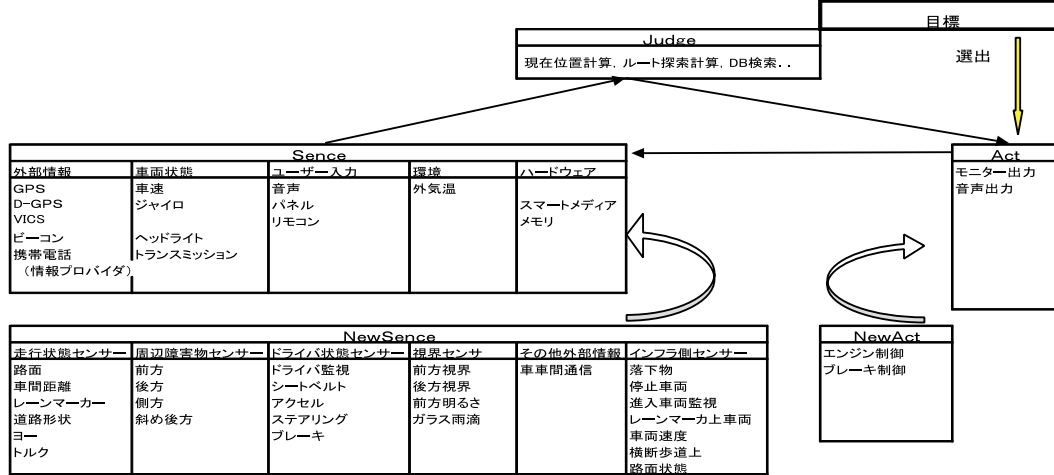 目標
選出
Judge
現在位置計算, ルート探索計算, DB検索..
Sence
外部情報 車両状態 ユーザー入力 環境 ハードウェア
GPS 車速 音声 外気温
D-GPS ジャイロ パネル スマートメディア
VICS リモコン メモリ
ビーコン ヘッドライト
携帯電話 トランスミッション
(情報プロバイダ)
Act
モニター出力
音声出力
NewSence
走行状態センサー 周辺障害物センサー ドライバ状態センサー 視界センサ その他外部情報 インフラ側センサー
路面 前方 ドライバ監視 前方視界 車車間通信 落下物
車間距離 後方 シートベルト 後方視界 停止車両
レーンマーカー 側方 アクセル 前方明るさ 進入車両監視
道路形状 斜め後方 ステアリング ガラス雨滴 レーンマーカ上車両
ヨー ブレーキ 車両速度
トルク 横断歩道上
路面状態
NewAct
エンジン制御
ブレーキ制御